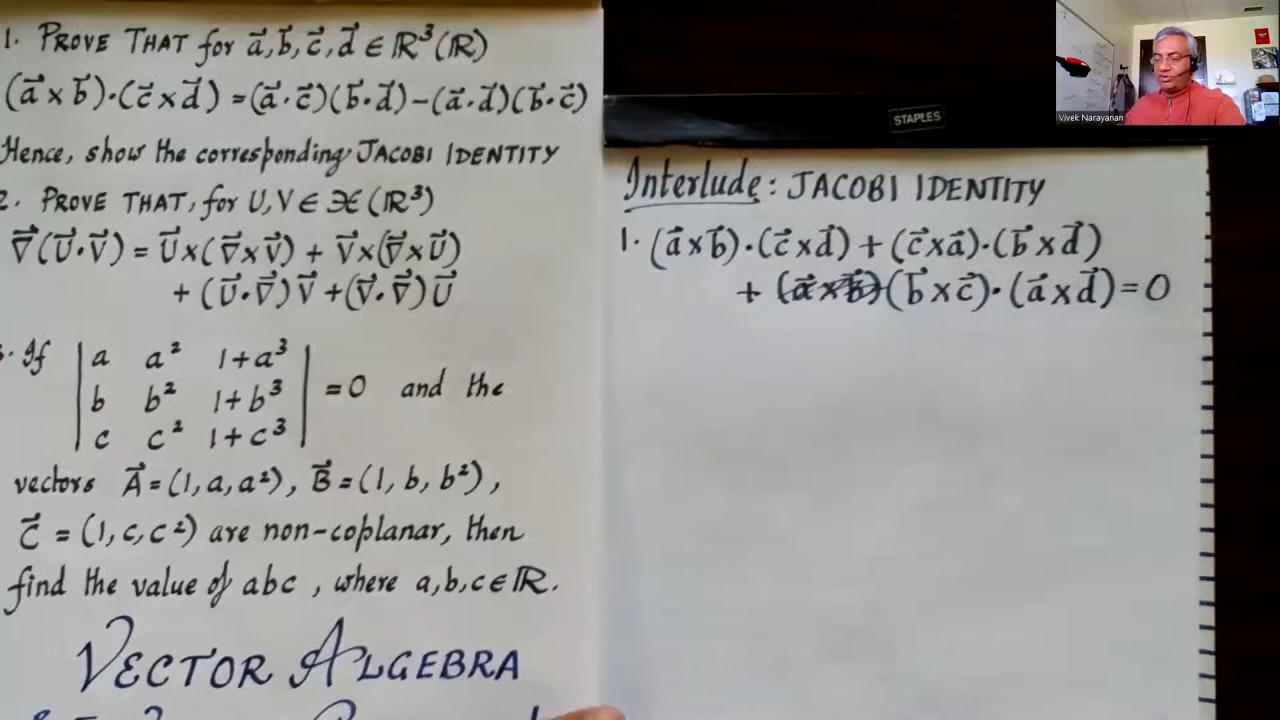 1. PROVE THAT for a⃗, b⃗, c⃗, d⃗ ∈ ℝ³(ℝ)
(a⃗ × b⃗)·(c⃗ × d⃗) = (a⃗·c⃗)(b⃗·d⃗) − (a⃗·d⃗)(b⃗·c⃗)
Hence, show the corresponding JACOBI IDENTITY
2. PROVE THAT, for U, V ∈ 𝔛(ℝ³)
∇⃗(U⃗·V⃗) = U⃗×(∇⃗×V⃗) + V⃗×(∇⃗×U⃗)
+ (U⃗·∇⃗)V⃗ + (V⃗·∇⃗)U⃗
3. If | a a² 1+a³ |
| b b² 1+b³ | = 0 and the
| c c² 1+c³ |
vectors A⃗ = (1, a, a²), B⃗ = (1, b, b²),
C⃗ = (1, c, c²) are non-coplanar, then
find the value of abc, where a, b, c ∈ ℝ.
VECTOR ALGEBRA
STAPLES
Vivek Narayanan
Interlude: JACOBI IDENTITY
1. (a⃗×b⃗)·(c⃗×d⃗) + (c⃗×a⃗)·(b⃗×d⃗)
+ (b⃗×c⃗)·(a⃗×d⃗) = 0